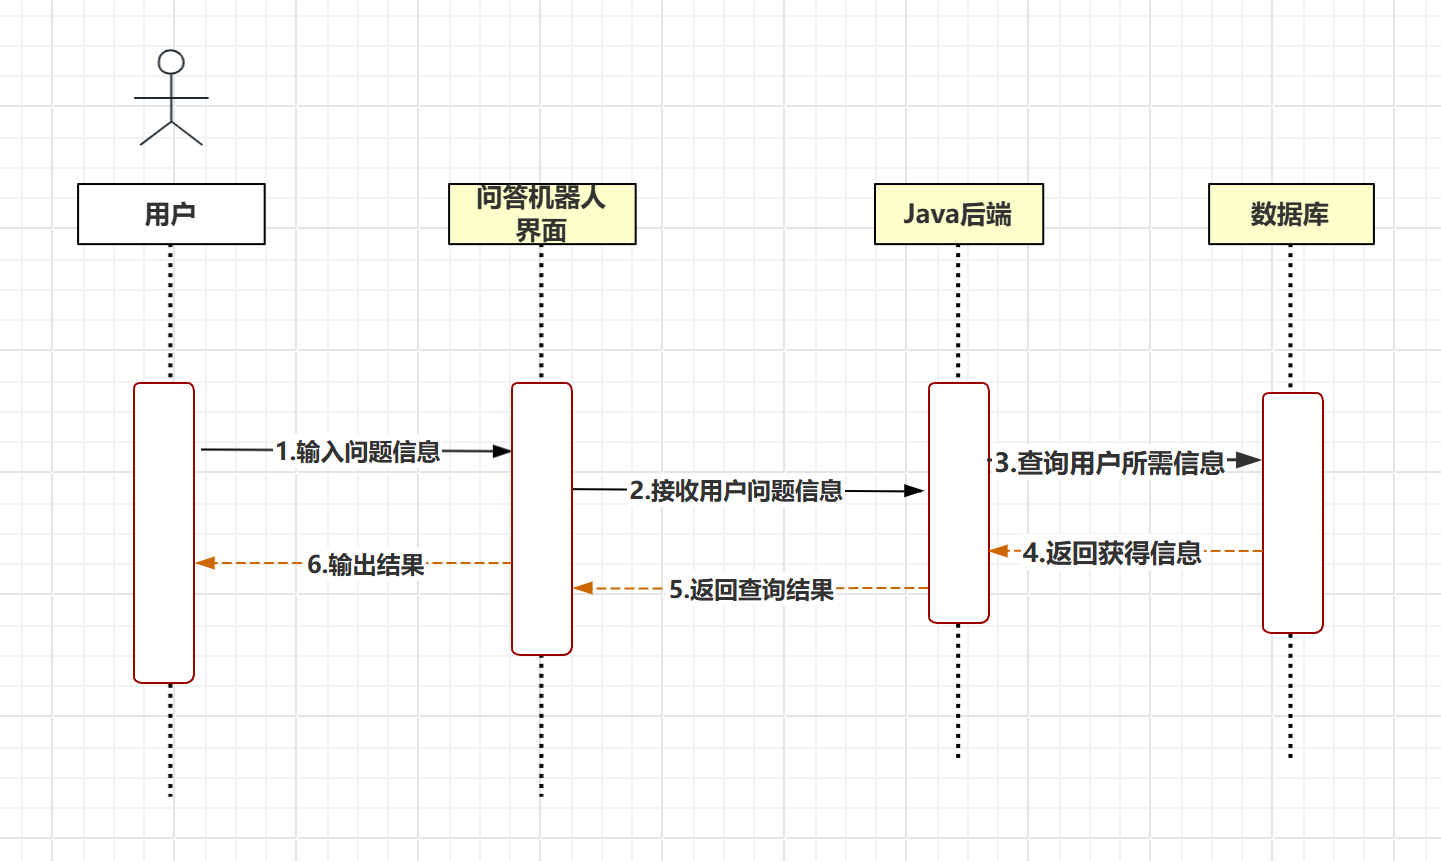 用户
问答机器人
界面
Java后端
数据库
1.输入问题信息
2.接收用户问题信息
3.查询用户所需信息
4.返回获得信息
5.返回查询结果
6.输出结果